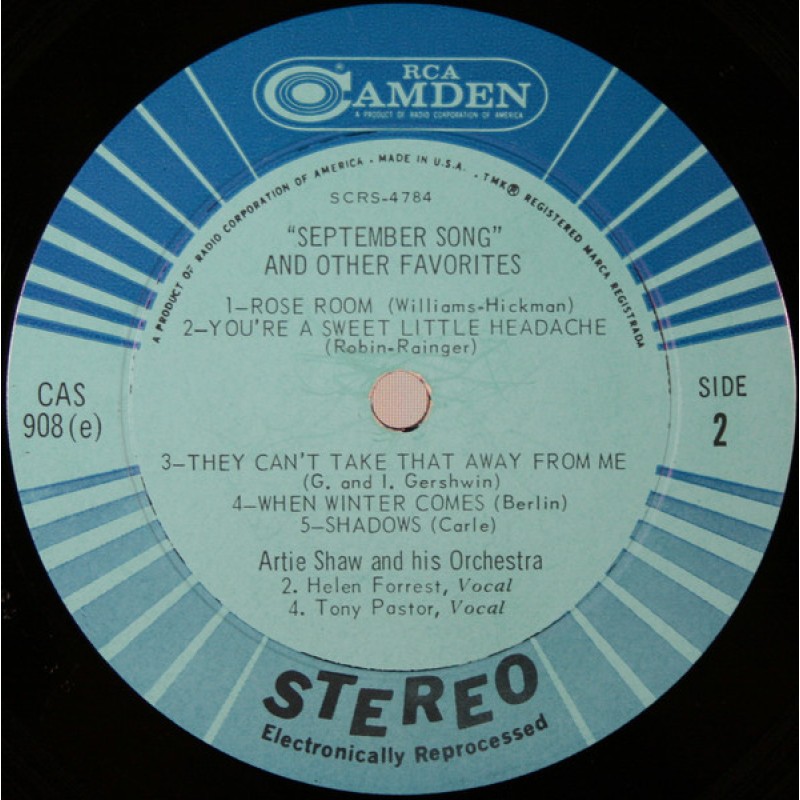 RCA
CAMDEN
A PRODUCT OF RADIO CORPORATION OF AMERICA
A PRODUCT OF RADIO CORPORATION OF AMERICA • MADE IN U.S.A. • TMK® REGISTERED MARCA REGISTRADA
SCRS-4784
"SEPTEMBER SONG"
AND OTHER FAVORITES
1—ROSE ROOM (Williams-Hickman)
2—YOU'RE A SWEET LITTLE HEADACHE
(Robin-Rainger)
CAS
908(e)
SIDE
2
3—THEY CAN'T TAKE THAT AWAY FROM ME
(G. and I. Gershwin)
4—WHEN WINTER COMES (Berlin)
5—SHADOWS (Carle)
Artie Shaw and his Orchestra
2. Helen Forrest, Vocal
4. Tony Pastor, Vocal
STEREO
Electronically Reprocessed